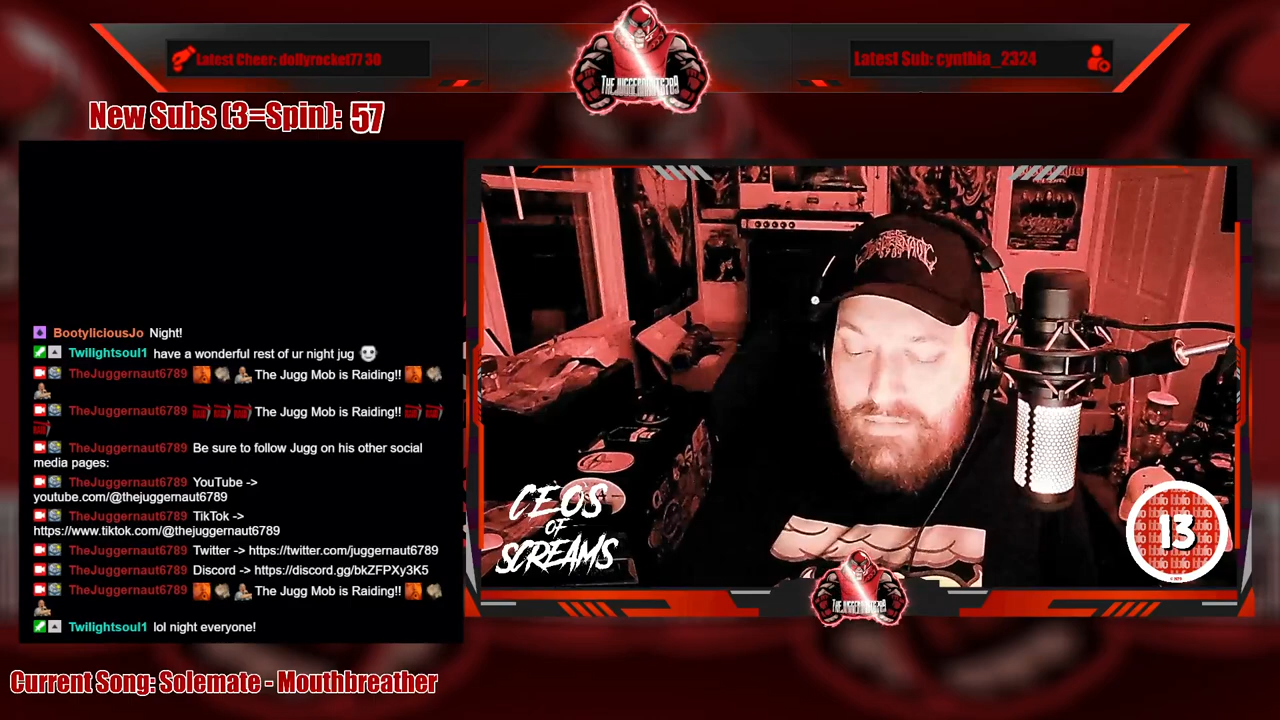 Latest Cheer: dollyrocket77 30
THEJUGGERNAUT6789
Latest Sub: cynthia_2324
New Subs (3=Spin): 57
BootyliciousJo Night!
Twilightsoul1 have a wonderful rest of ur night jug
TheJuggernaut6789 The Jugg Mob is Raiding!!
TheJuggernaut6789 The Jugg Mob is Raiding!!
TheJuggernaut6789 Be sure to follow Jugg on his other social
media pages:
TheJuggernaut6789 YouTube ->
youtube.com/@thejuggernaut6789
TheJuggernaut6789 TikTok ->
https://www.tiktok.com/@thejuggernaut6789
TheJuggernaut6789 Twitter -> https://twitter.com/juggernaut6789
TheJuggernaut6789 Discord -> https://discord.gg/bkZFPXy3K5
TheJuggernaut6789 The Jugg Mob is Raiding!!
Twilightsoul1 lol night everyone!
JUGGERNAUT
6789
CEOS
OF
SCREAMS
13
THEJUGGERNAUT6789
Current Song: Solemate - Mouthbreather